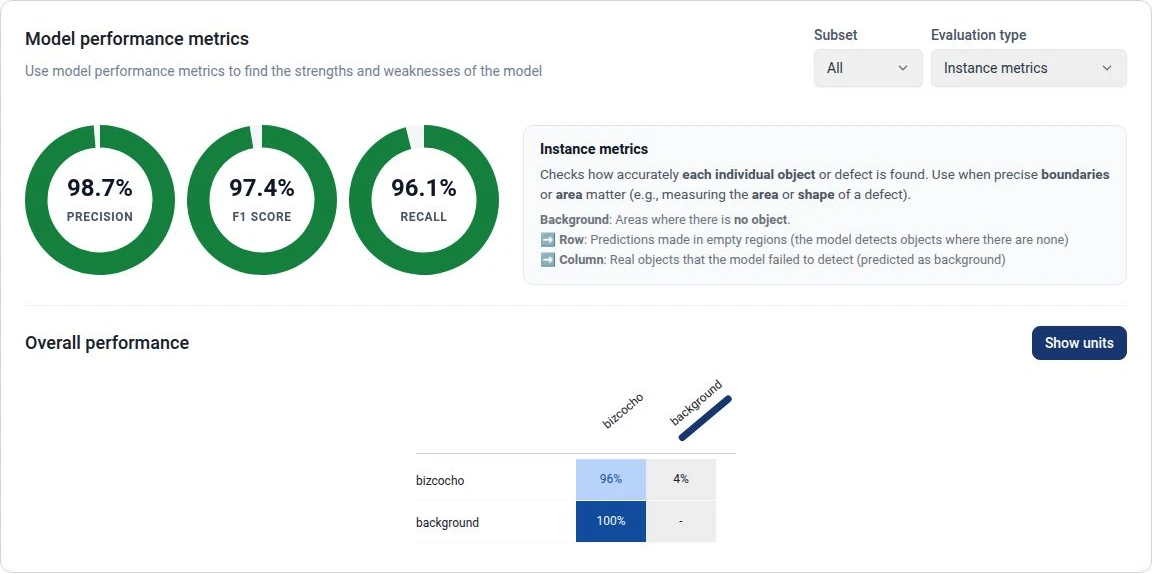 Model performance metrics
Use model performance metrics to find the strengths and weaknesses of the model
Subset
Evaluation type
All
Instance metrics
98.7%
PRECISION
97.4%
F1 SCORE
96.1%
RECALL
Instance metrics
Checks how accurately each individual object or defect is found. Use when precise boundaries
or area matter (e.g., measuring the area or shape of a defect).
Background: Areas where there is no object.
➡ Row: Predictions made in empty regions (the model detects objects where there are none)
➡ Column: Real objects that the model failed to detect (predicted as background)
Overall performance
Show units
bizcocho
background
bizcocho
96%
4%
background
100%
-